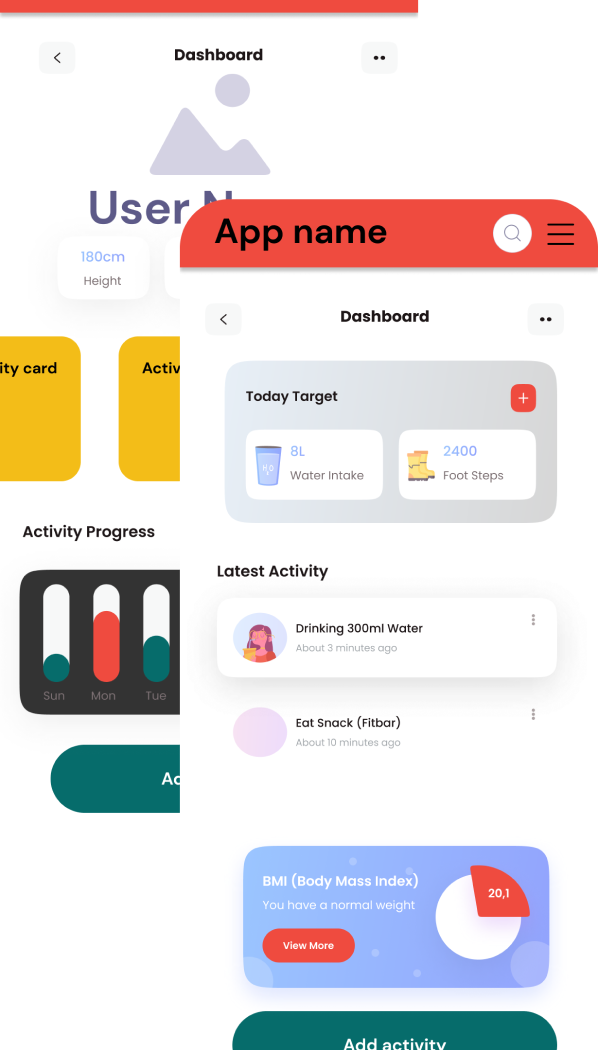 Dashboard
User N
180cm
Height
ity card
Activ
Activity Progress
Sun
Mon
Tue
Ac
App name
Dashboard
Today Target
8L
Water Intake
2400
Foot Steps
H2O
Latest Activity
Drinking 300ml Water
About 3 minutes ago
Eat Snack (Fitbar)
About 10 minutes ago
BMI (Body Mass Index)
You have a normal weight
20,1
View More
Add activity